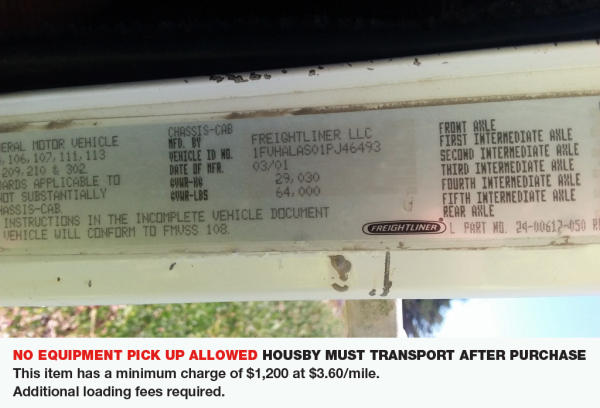 ERAL MOTOR VEHICLE
, 106, 107, 111, 113
209, 210 & 302
ARDS APPLICABLE TO
NOT SUBSTANTIALLY
HASSIS-CAB
INSTRUCTIONS IN THE INCOMPLETE VEHICLE DOCUMENT
VEHICLE WILL CONFORM TO FMVSS 108.
CHASSIS-CAB
MFD. BY FREIGHTLINER LLC
VEHICLE ID NO. 1FVHALAS01PJ46493
DATE OF MFR. 03/01
GVWR-KG 29,030
GVWR-LBS 64,000
FRONT AXLE
FIRST INTERMEDIATE AXLE
SECOND INTERMEDIATE AXLE
THIRD INTERMEDIATE AXLE
FOURTH INTERMEDIATE AXLE
FIFTH INTERMEDIATE AXLE
REAR AXLE
FREIGHTLINER L PART NO. 24-00617-050 R
NO EQUIPMENT PICK UP ALLOWED HOUSBY MUST TRANSPORT AFTER PURCHASE
This item has a minimum charge of $1,200 at $3.60/mile.
Additional loading fees required.